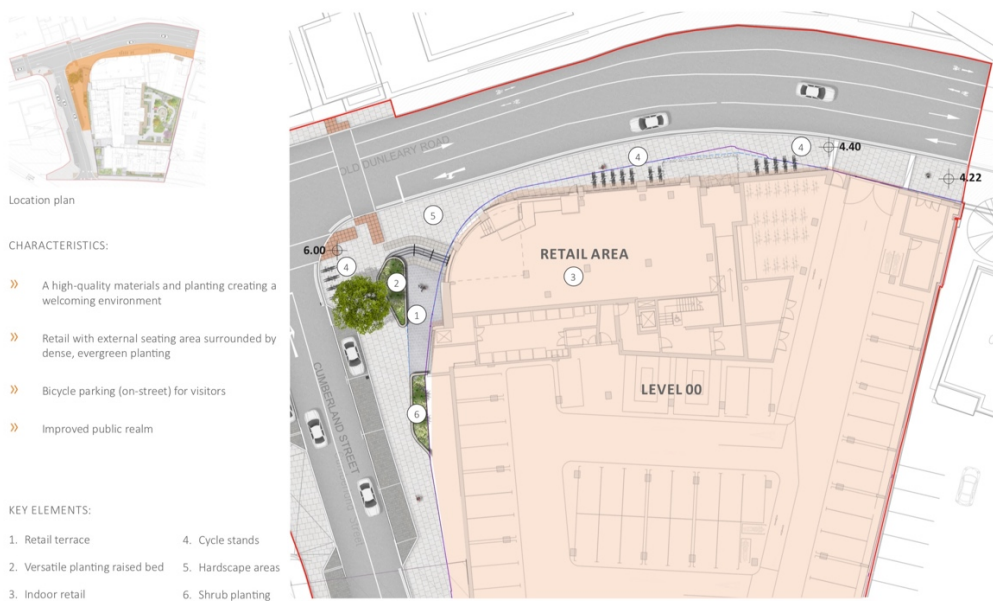 Location plan
CHARACTERISTICS:
» A high-quality materials and planting creating a
welcoming environment
» Retail with external seating area surrounded by
dense, evergreen planting
» Bicycle parking (on-street) for visitors
» Improved public realm
KEY ELEMENTS:
1. Retail terrace
2. Versatile planting raised bed
3. Indoor retail
4. Cycle stands
5. Hardscape areas
6. Shrub planting
OLD DUNLEARY ROAD
4
4
4.40
4.22
5
6.00
4
RETAIL AREA
3
2
1
CUMBERLAND STREET
LEVEL 00
6